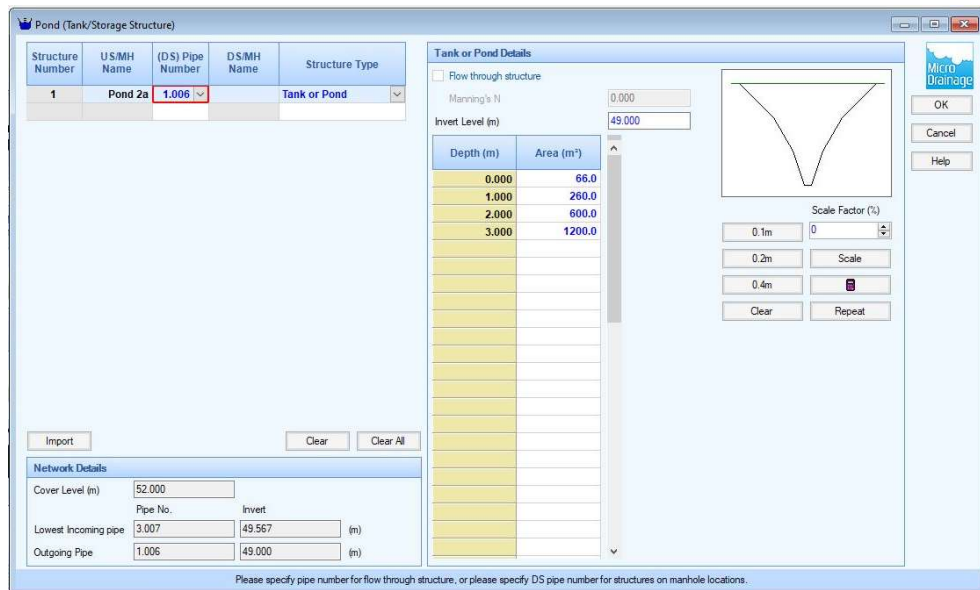 Pond (Tank/Storage Structure)
Structure Number US/MH Name (DS) Pipe Number DS/MH Name Structure Type
1 Pond 2a 1.006 Tank or Pond
Import Clear Clear All
Network Details
Cover Level (m) 52.000
Pipe No. Invert
Lowest Incoming pipe 3.007 49.567 (m)
Outgoing Pipe 1.006 49.000 (m)
Tank or Pond Details
Flow through structure
Manning's N 0.000
Invert Level (m) 49.000
Depth (m) Area (m²)
0.000 66.0
1.000 260.0
2.000 600.0
3.000 1200.0
Scale Factor (%)
0.1m 0
0.2m Scale
0.4m
Clear Repeat
Micro
Drainage
OK
Cancel
Help
Please specify pipe number for flow through structure, or please specify DS pipe number for structures on manhole locations.